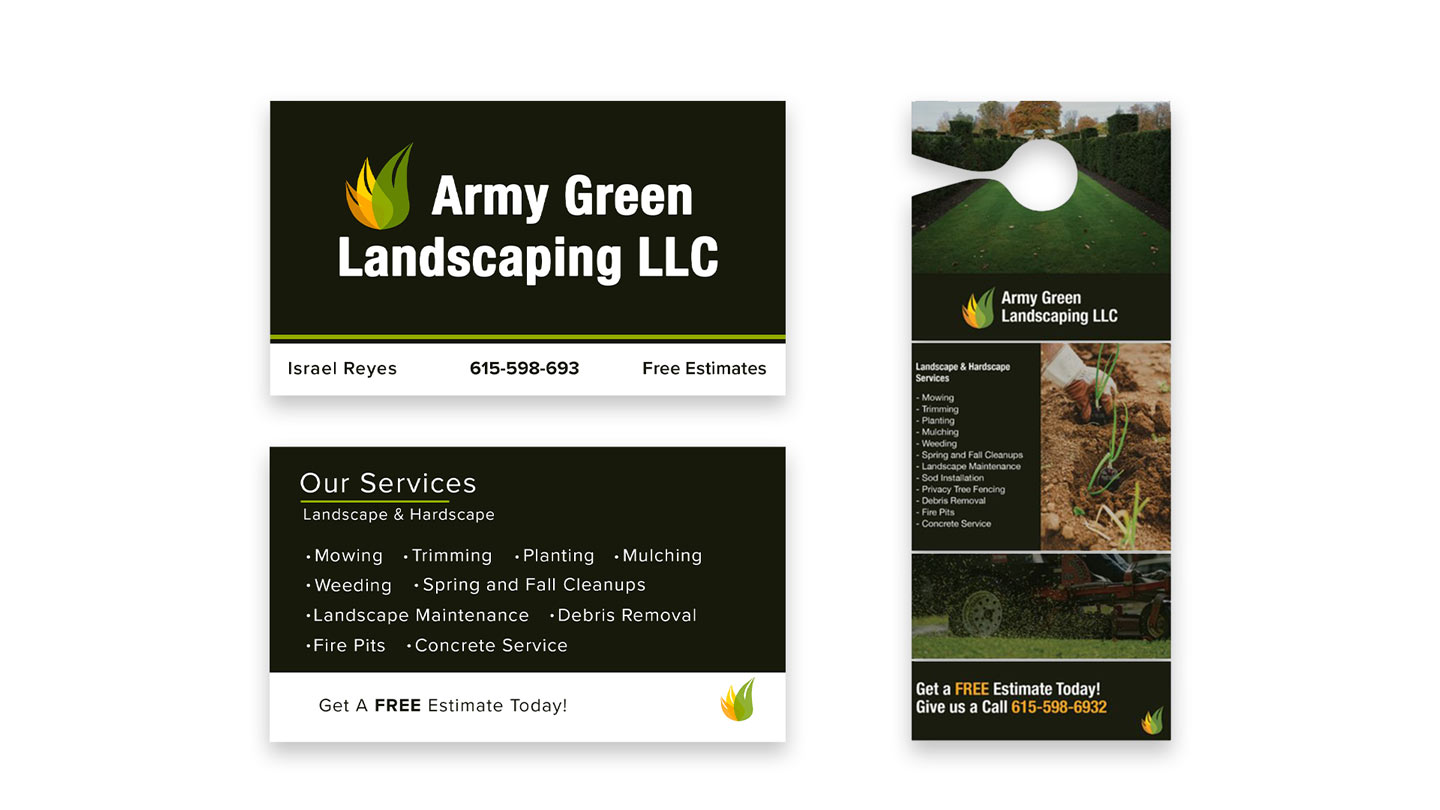 Army Green
Landscaping LLC
Israel Reyes 615-598-693 Free Estimates
Our Services
Landscape & Hardscape
• Mowing • Trimming • Planting • Mulching
• Weeding • Spring and Fall Cleanups
• Landscape Maintenance • Debris Removal
• Fire Pits • Concrete Service
Get A FREE Estimate Today!
Army Green
Landscaping LLC
Landscape & Hardscape
Services
- Mowing
- Trimming
- Planting
- Mulching
- Weeding
- Spring and Fall Cleanups
- Landscape Maintenance
- Sod Installation
- Privacy Tree Fencing
- Debris Removal
- Fire Pits
- Concrete Service
Get a FREE Estimate Today!
Give us a Call 615-598-6932